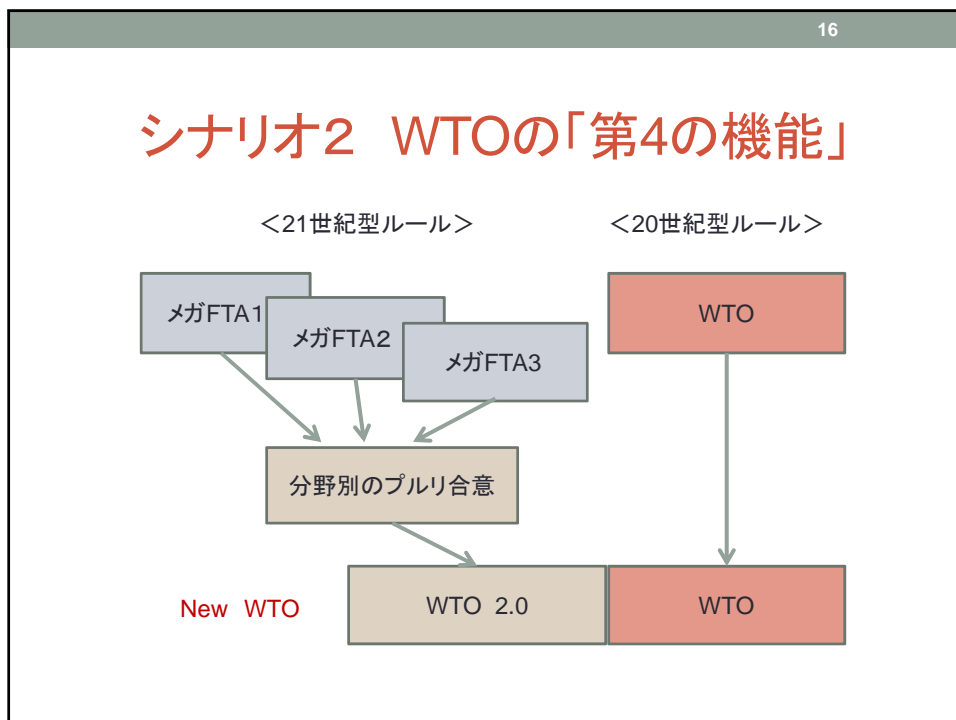 16
シナリオ2　WTOの「第4の機能」
＜21世紀型ルール＞　＜20世紀型ルール＞
メガFTA1
メガFTA2
メガFTA3
WTO
分野別のプルリ合意
New WTO
WTO 2.0
WTO